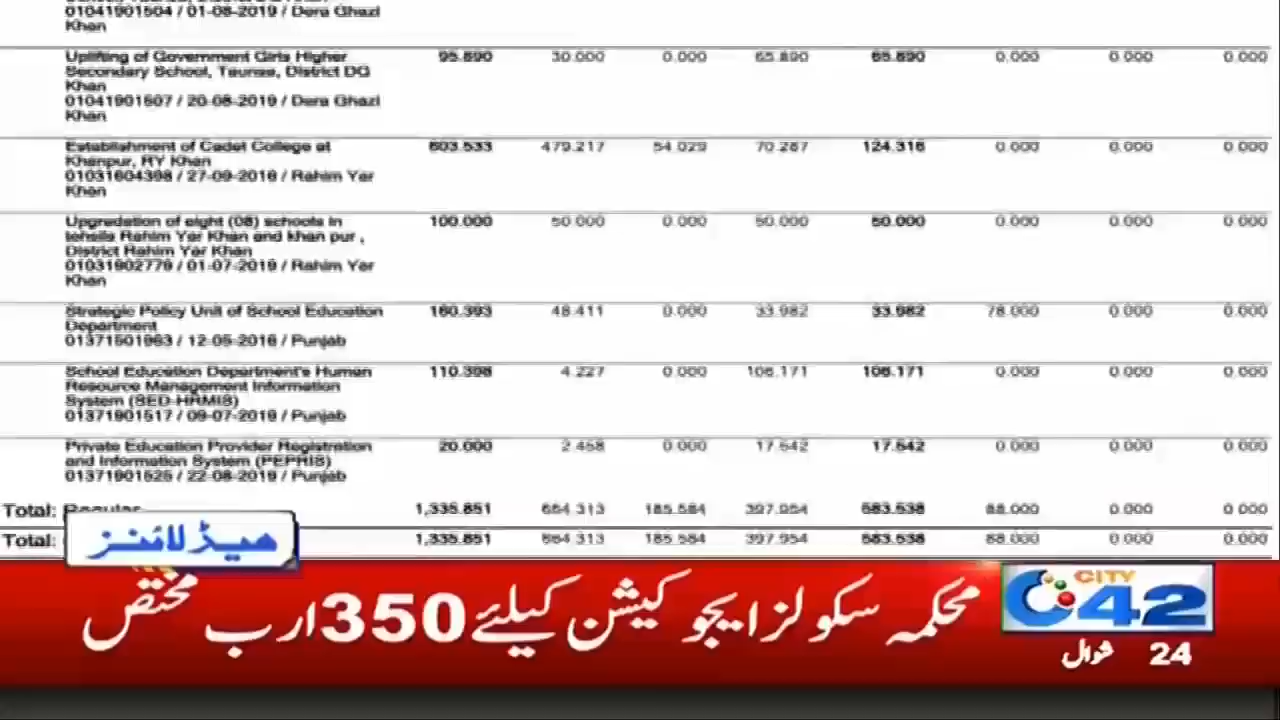 01041901504 / 01-08-2019 / Dera Ghazi
Khan
Uplifting of Government Girls Higher 95.890 30.000 0.000 65.890 65.890 0.000 0.000 0.000
Secondary School, Taunsa, District DG
Khan
01041901607 / 20-08-2019 / Dera Ghazi
Khan
Establishment of Cadet College at 603.533 479.217 54.029 70.287 124.316 0.000 0.000 0.000
Khanpur, RY Khan
01031604398 / 27-09-2016 / Rahim Yar
Khan
Upgradation of eight (08) schools in 100.000 50.000 0.000 50.000 50.000 0.000 0.000 0.000
tehsils Rahim Yar Khan and khan pur ,
District Rahim Yar Khan
01031902779 / 01-07-2019 / Rahim Yar
Khan
Strategic Policy Unit of School Education 160.393 48.411 0.000 33.982 33.982 78.000 0.000 0.000
Department
01371501963 / 12-05-2016 / Punjab
School Education Department's Human 110.398 4.227 0.000 106.171 106.171 0.000 0.000 0.000
Resource Management Information
System (SED-HRMIS)
01371901517 / 09-07-2019 / Punjab
Private Education Provider Registration 20.000 2.458 0.000 17.542 17.542 0.000 0.000 0.000
and Information System (PEPRIS)
01371901525 / 22-08-2019 / Punjab
Total: Regular 1,335.851 664.313 185.584 397.954 583.538 88.000 0.000 0.000
Total: 1,335.851 664.313 185.584 397.954 583.538 88.000 0.000 0.000
ہیڈلائنز
محکمہ سکولز ایجوکیشن کیلئے 350 ارب مختص
CITY
42
24 شوال